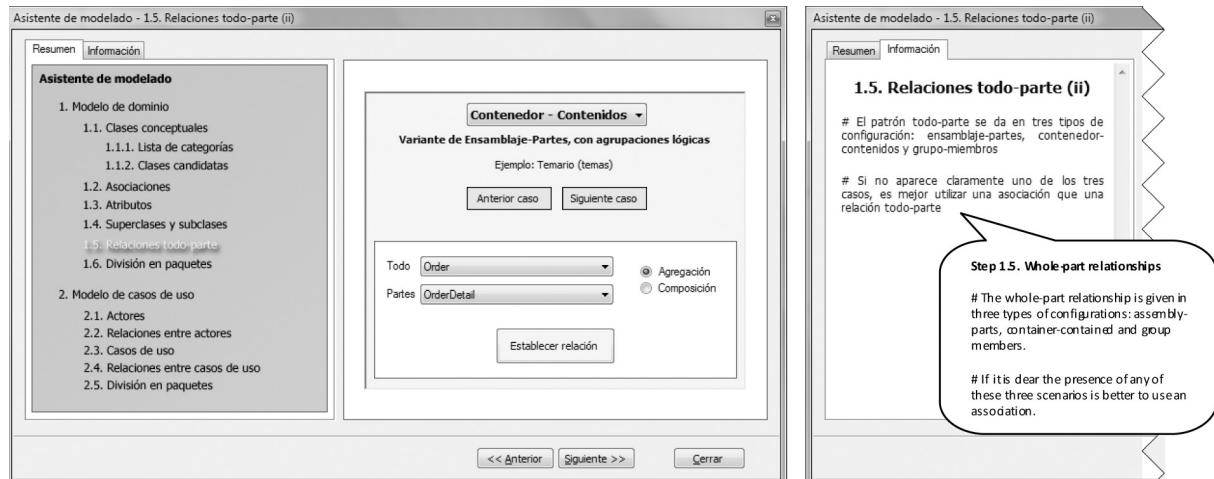 Asistente de modelado - 1.5. Relaciones todo-parte (ii)
Resumen
Información
Asistente de modelado
1. Modelo de dominio
1.1. Clases conceptuales
1.1.1. Lista de categorías
1.1.2. Clases candidatas
1.2. Asociaciones
1.3. Atributos
1.4. Superclases y subclases
1.5. Relaciones todo-parte
1.6. División en paquetes
2. Modelo de casos de uso
2.1. Actores
2.2. Relaciones entre actores
2.3. Casos de uso
2.4. Relaciones entre casos de uso
2.5. División en paquetes
Contenedor - Contenidos
Variante de Ensamblaje-Partes, con agrupaciones lógicas
Ejemplo: Temario (temas)
Anterior caso
Siguiente caso
Todo
Order
Partes
OrderDetail
Agregación
Composición
Establecer relación
<< Anterior
Siguiente >>
Cerrar
Asistente de modelado - 1.5. Relaciones todo-parte (ii)
Resumen
Información
1.5. Relaciones todo-parte (ii)
# El patrón todo-parte se da en tres tipos de
configuración: ensamblaje-partes, contenedor-
contenidos y grupo-miembros
# Si no aparece claramente uno de los tres
casos, es mejor utilizar una asociación que una
relación todo-parte
Step 1.5. Whole-part relationships
# The whole-part relationship is given in
three types of configurations: assembly-
parts, container-contained and group
members.
# If it is clear the presence of any of
these three scenarios is better to use an
association.